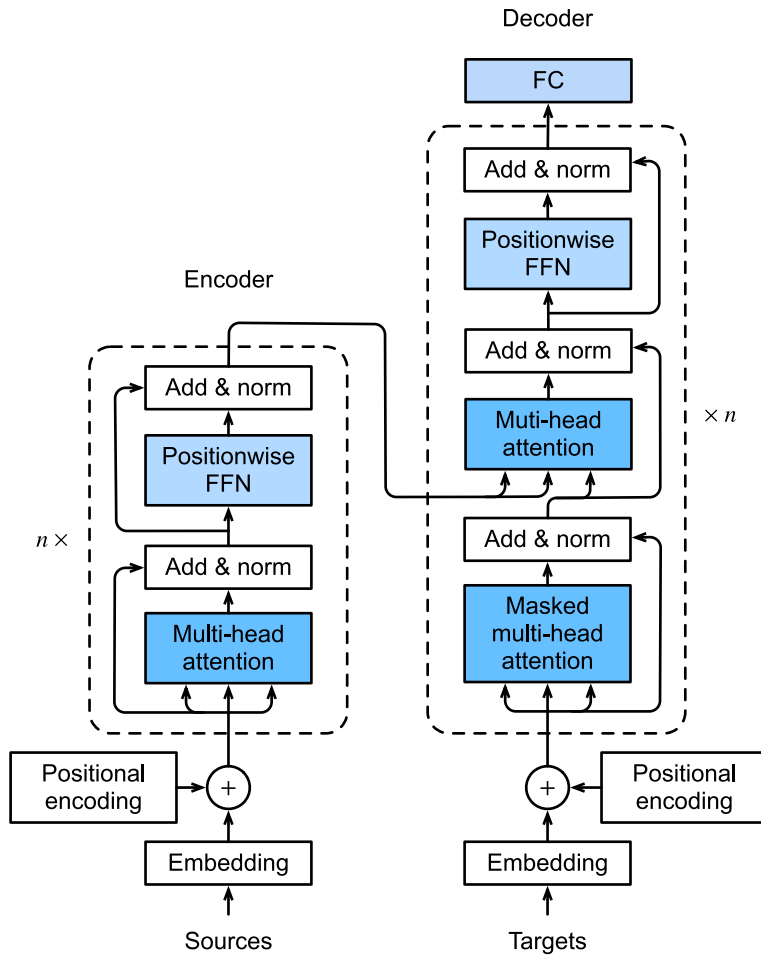 Decoder
FC
Add & norm
Positionwise
FFN
Add & norm
Muti-head
attention
× n
Add & norm
Masked
multi-head
attention
Positional
encoding
+
Embedding
Targets
Encoder
Add & norm
Positionwise
FFN
n ×
Add & norm
Multi-head
attention
Positional
encoding
+
Embedding
Sources